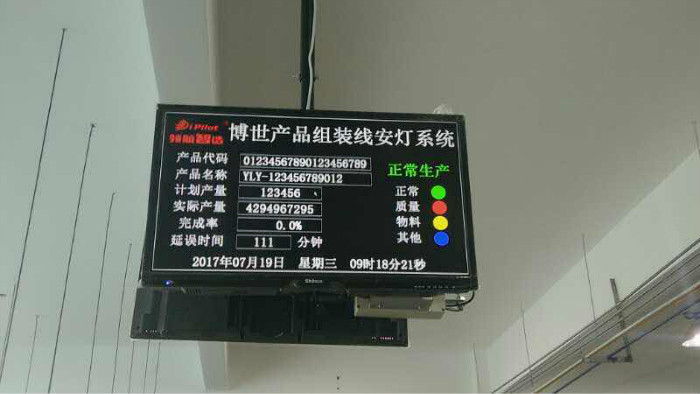 iPilot
领航智造
博世产品组装线安灯系统
产品代码 01234567890123456789
正常生产
产品名称 YLY-123456789012
计划产量 123456
正常
实际产量 4294967295
质量
完成率 0.0%
物料
延误时间 111 分钟
其他
2017年07月19日 星期三 09时18分21秒